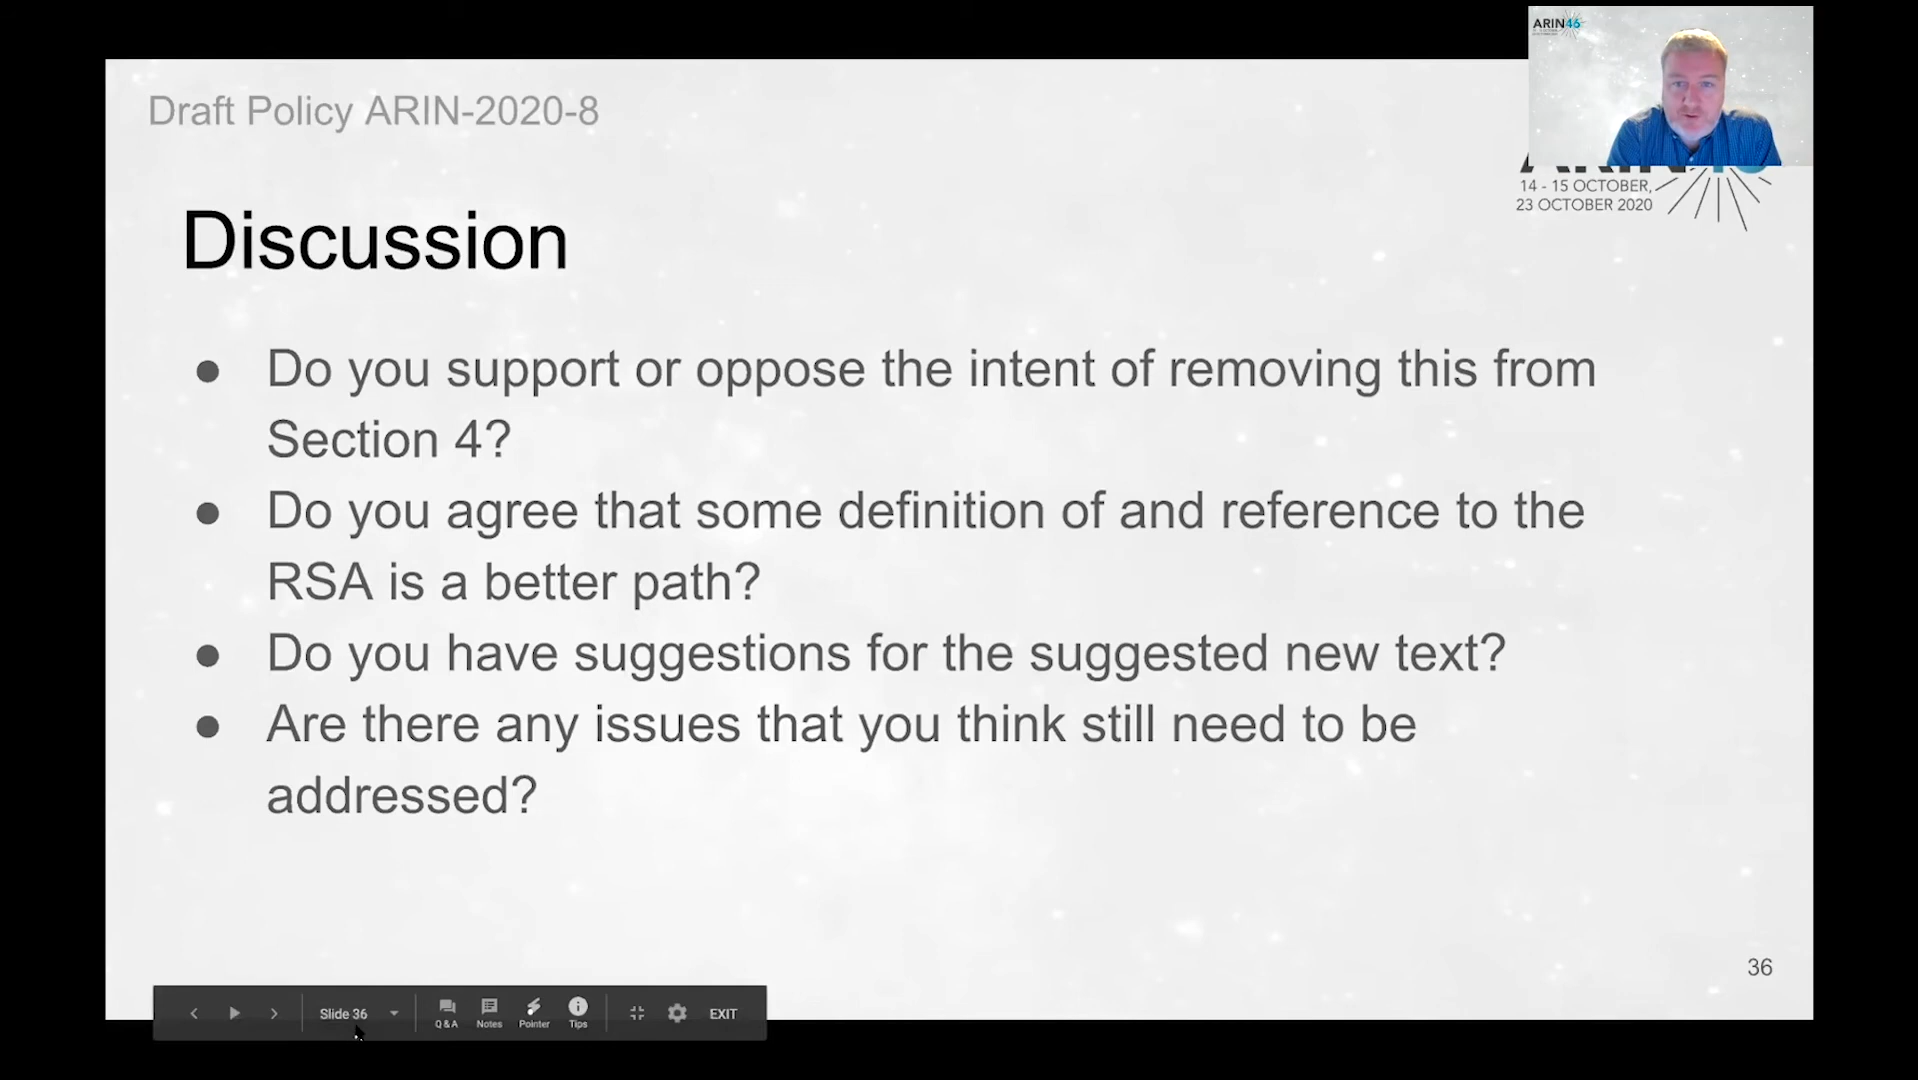 ARIN46
Draft Policy ARIN-2020-8
14 - 15 OCTOBER,
23 OCTOBER 2020
Discussion
● Do you support or oppose the intent of removing this from
Section 4?
● Do you agree that some definition of and reference to the
RSA is a better path?
● Do you have suggestions for the suggested new text?
● Are there any issues that you think still need to be
addressed?
36
Slide 36
Q & A
Notes
Pointer
Tips
EXIT